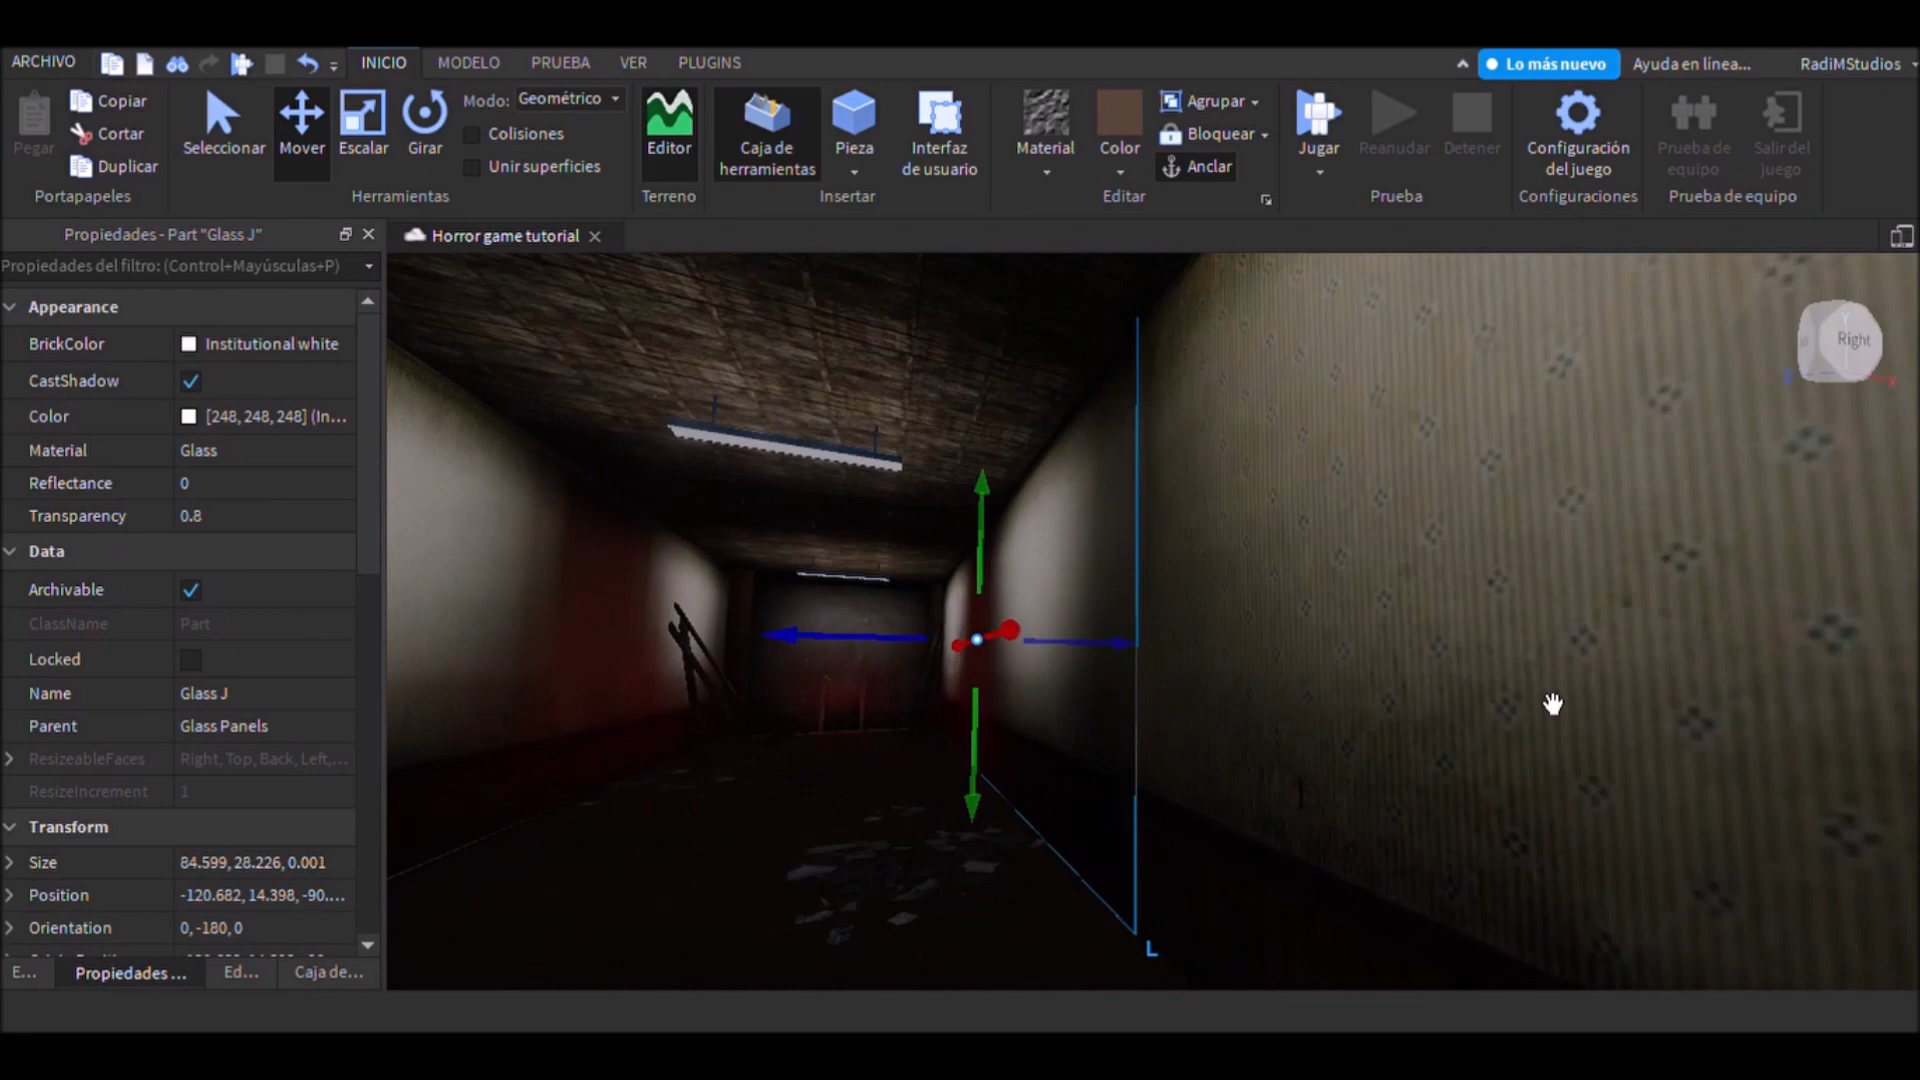 ARCHIVO
INICIO
MODELO
PRUEBA
VER
PLUGINS
Lo más nuevo
Ayuda en línea...
RadiMStudios
Pegar
Copiar
Cortar
Duplicar
Portapapeles
Seleccionar
Mover
Escalar
Girar
Modo: Geométrico
Colisiones
Unir superficies
Herramientas
Editor
Terreno
Caja de
herramientas
Pieza
Interfaz
de usuario
Insertar
Material
Color
Agrupar
Bloquear
Anclar
Editar
Jugar
Reanudar
Detener
Prueba
Configuración
del juego
Configuraciones
Prueba de
equipo
Salir del
juego
Prueba de equipo
Propiedades - Part "Glass J"
Horror game tutorial
Propiedades del filtro: (Control+Mayúsculas+P)
Appearance
BrickColor Institutional white
CastShadow
Color [248, 248, 248] (In...
Material Glass
Reflectance 0
Transparency 0.8
Data
Archivable
ClassName Part
Locked
Name Glass J
Parent Glass Panels
ResizeableFaces Right, Top, Back, Left,...
ResizeIncrement 1
Transform
Size 84.599, 28.226, 0.001
Position -120.682, 14.398, -90....
Orientation 0, -180, 0
E...
Propiedades ...
Ed...
Caja de...
Y
Right
Z
X
L